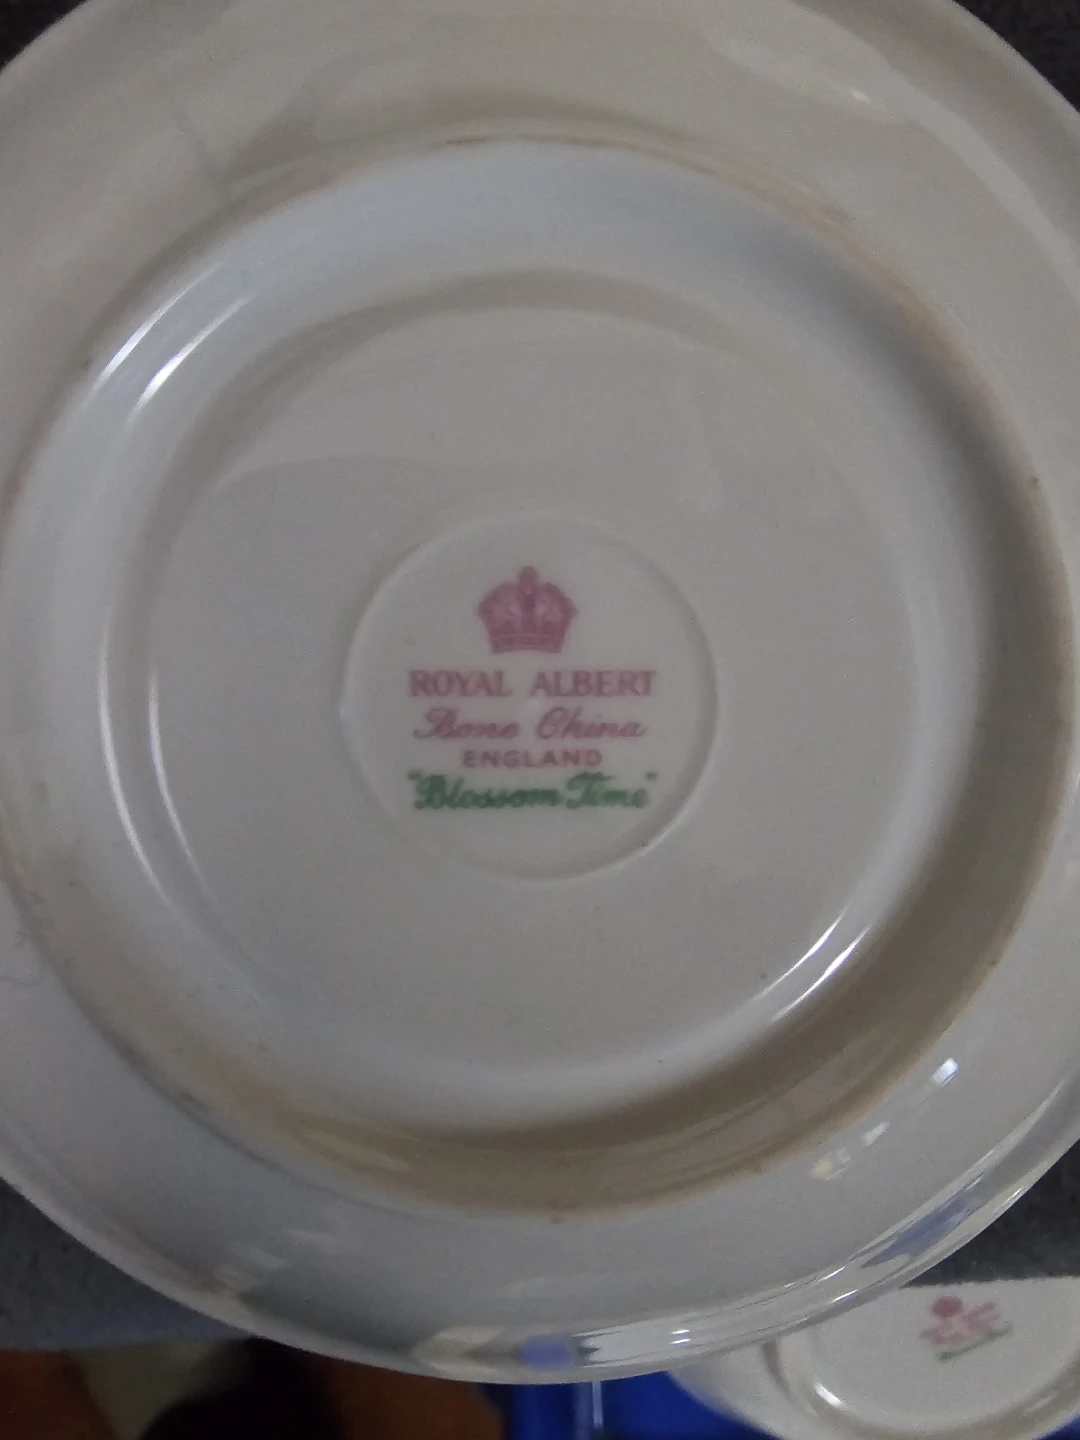 ROYAL ALBERT
Bone China
ENGLAND
"Blossom Time"